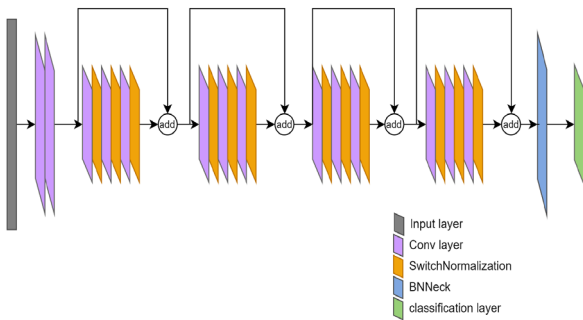 add
add
add
add
Input layer
Conv layer
SwitchNormalization
BNNeck
classification layer